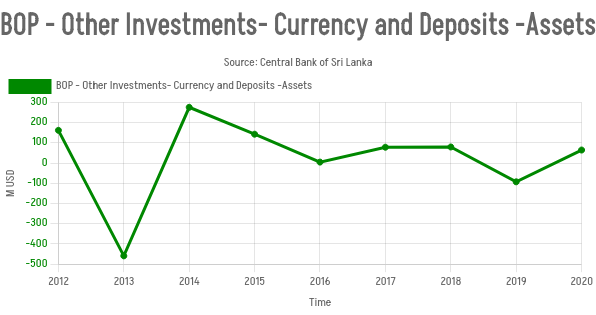 BOP - Other Investments- Currency and Deposits -Assets
Source: Central Bank of Sri Lanka
BOP - Other Investments- Currency and Deposits -Assets
300
200
100
0
-100
-200
-300
-400
-500
M USD
2012 2013 2014 2015 2016 2017 2018 2019 2020
Time